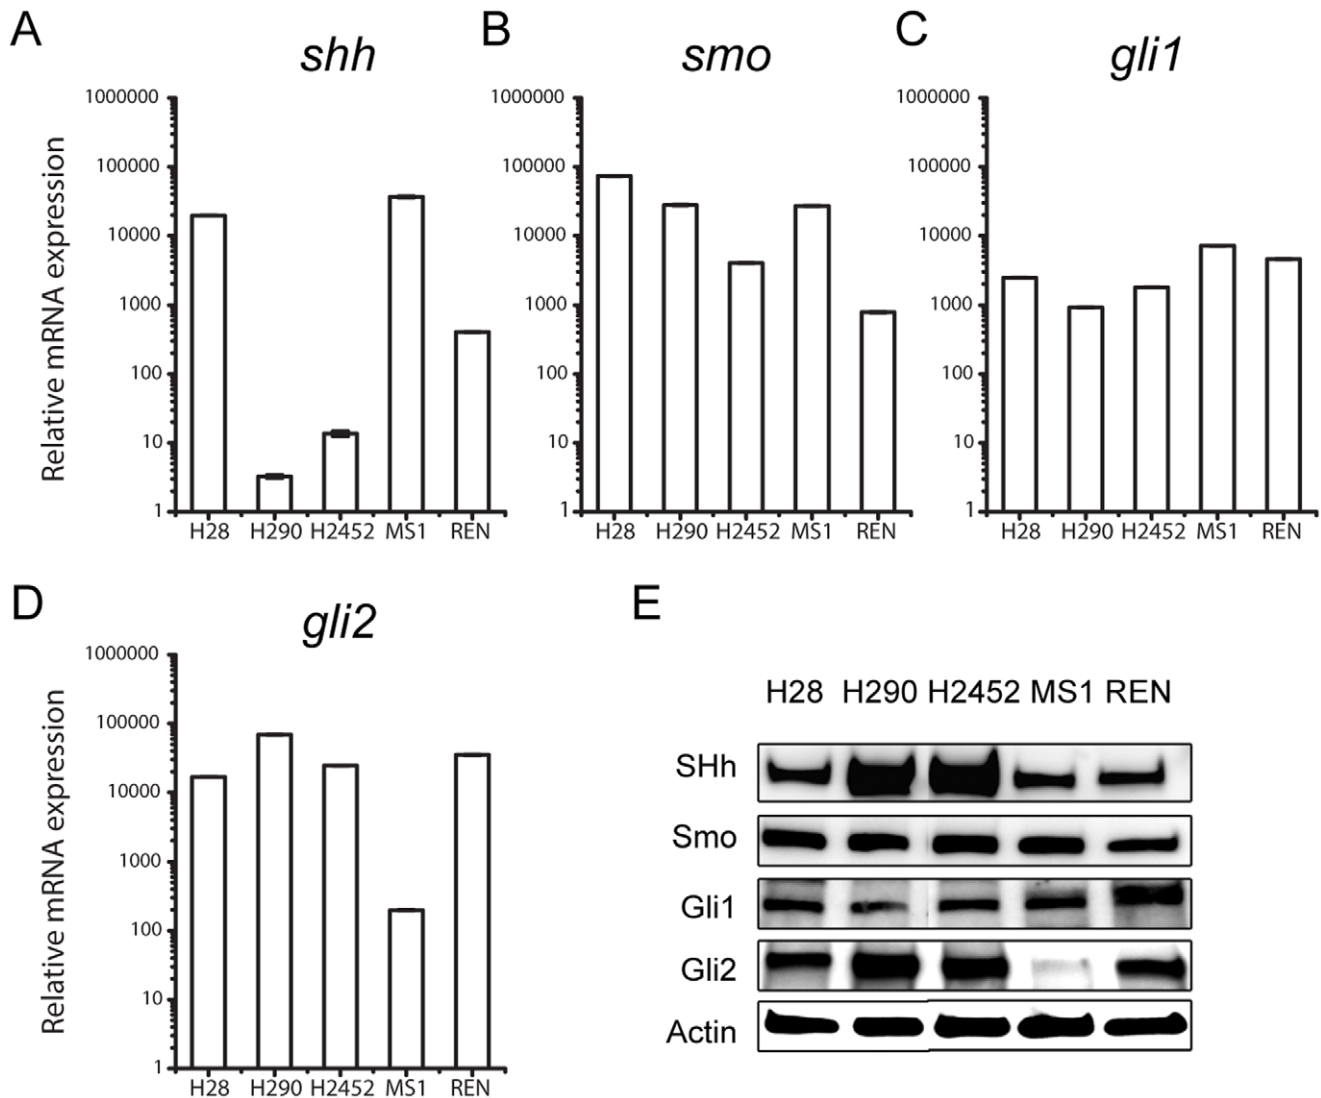 A
shh
B
smo
C
gli1
1000000
100000
10000
1000
100
10
1
Relative mRNA expression
H28 H290 H2452 MS1 REN
1000000
100000
10000
1000
100
10
1
H28 H290 H2452 MS1 REN
1000000
100000
10000
1000
100
10
1
H28 H290 H2452 MS1 REN
D
gli2
1000000
100000
10000
1000
100
10
1
Relative mRNA expression
H28 H290 H2452 MS1 REN
E
H28 H290 H2452 MS1 REN
SHh
Smo
Gli1
Gli2
Actin